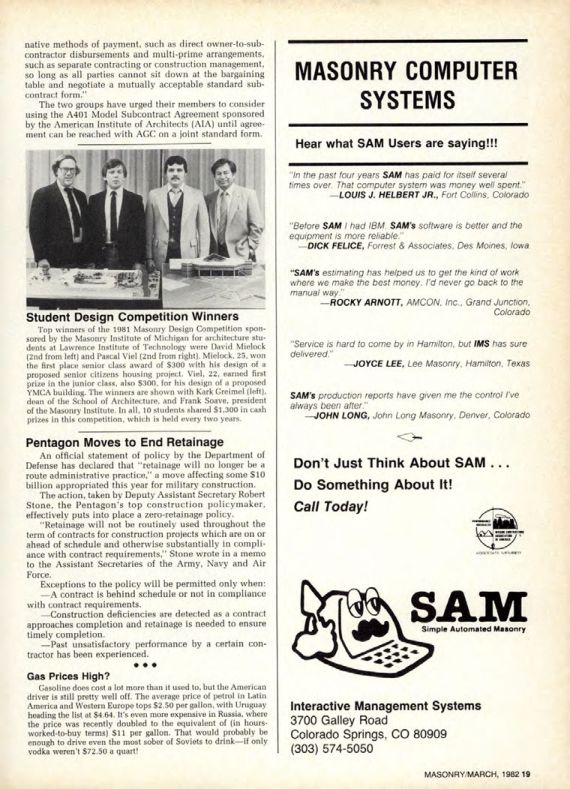 native methods of payment, such as direct owner-to-sub-
contractor disbursements and multi-prime arrangements,
such as separate contracting or construction management,
so long as all parties cannot sit down at the bargaining
table and negotiate a mutually acceptable standard sub-
contract form."
The two groups have urged their members to consider
using the A401 Model Subcontract Agreement sponsored
by the American Institute of Architects (AIA) until agree-
ment can be reached with AGC on a joint standard form.
Student Design Competition Winners
Top winners of the 1981 Masonry Design Competition spon-
sored by the Masonry Institute of Michigan for architecture stu-
dents at Lawrence Institute of Technology were David Mielock
(2nd from left) and Pascal Viel (2nd from right). Mielock, 25, won
the first place senior class award of $300 with his design of a
proposed senior citizens housing project. Viel, 22, earned first
prize in the junior class, also $300, for his design of a proposed
YMCA building. The winners are shown with Kark Greimel (left),
dean of the School of Architecture, and Frank Soave, president
of the Masonry Institute. In all, 10 students shared $1,300 in cash
prizes in this competition, which is held every two years.
Pentagon Moves to End Retainage
An official statement of policy by the Department of
Defense has declared that "retainage will no longer be a
route administrative practice," a move affecting some $10
billion appropriated this year for military construction.
The action, taken by Deputy Assistant Secretary Robert
Stone, the Pentagon's top construction policymaker,
effectively puts into place a zero-retainage policy.
"Retainage will not be routinely used throughout the
term of contracts for construction projects which are on or
ahead of schedule and otherwise substantially in compli-
ance with contract requirements," Stone wrote in a memo
to the Assistant Secretaries of the Army, Navy and Air
Force.
Exceptions to the policy will be permitted only when:
—A contract is behind schedule or not in compliance
with contract requirements.
—Construction deficiencies are detected as a contract
approaches completion and retainage is needed to ensure
timely completion.
—Past unsatisfactory performance by a certain con-
tractor has been experienced.
● ● ●
Gas Prices High?
Gasoline does cost a lot more than it used to, but the American
driver is still pretty well off. The average price of petrol in Latin
America and Western Europe tops $2.50 per gallon, with Uruguay
heading the list at $4.64. It's even more expensive in Russia, where
the price was recently doubled to the equivalent of (in hours-
worked-to-buy terms) $11 per gallon. That would probably be
enough to drive even the most sober of Soviets to drink—if only
vodka weren't $72.50 a quart!
MASONRY COMPUTER
SYSTEMS
Hear what SAM Users are saying!!!
"In the past four years SAM has paid for itself several
times over. That computer system was money well spent."
—LOUIS J. HELBERT JR., Fort Collins, Colorado
"Before SAM I had IBM. SAM's software is better and the
equipment is more reliable."
—DICK FELICE, Forrest & Associates, Des Moines, Iowa
"SAM's estimating has helped us to get the kind of work
where we make the best money. I'd never go back to the
manual way."
—ROCKY ARNOTT, AMCON, Inc., Grand Junction,
Colorado
"Service is hard to come by in Hamilton, but IMS has sure
delivered."
—JOYCE LEE, Lee Masonry, Hamilton, Texas
SAM's production reports have given me the control I've
always been after."
—JOHN LONG, John Long Masonry, Denver, Colorado
Don't Just Think About SAM . . .
Do Something About It!
Call Today!
ASSOCIATE MEMBER
SAM
Simple Automated Masonry
Interactive Management Systems
3700 Galley Road
Colorado Springs, CO 80909
(303) 574-5050
MASONRY/MARCH, 1982 19